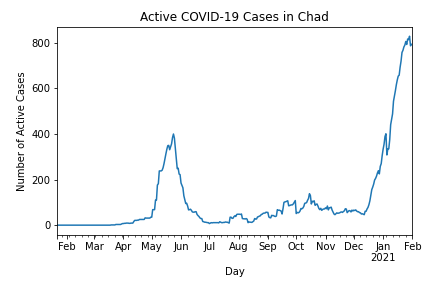 Active COVID-19 Cases in Chad
Number of Active Cases
800
600
400
200
0
Feb Mar Apr May Jun Jul Aug Sep Oct Nov Dec Jan Feb
2021
Day